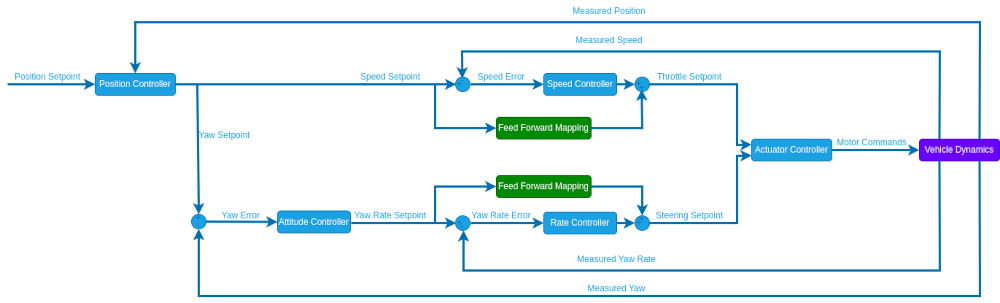 Measured Position
Measured Speed
Position Setpoint
Position Controller
Speed Setpoint
Speed Error
Speed Controller
Throttle Setpoint
Feed Forward Mapping
Yaw Setpoint
Actuator Controller
Motor Commands
Vehicle Dynamics
Feed Forward Mapping
Yaw Error
Attitude Controller
Yaw Rate Setpoint
Yaw Rate Error
Rate Controller
Steering Setpoint
Measured Yaw Rate
Measured Yaw